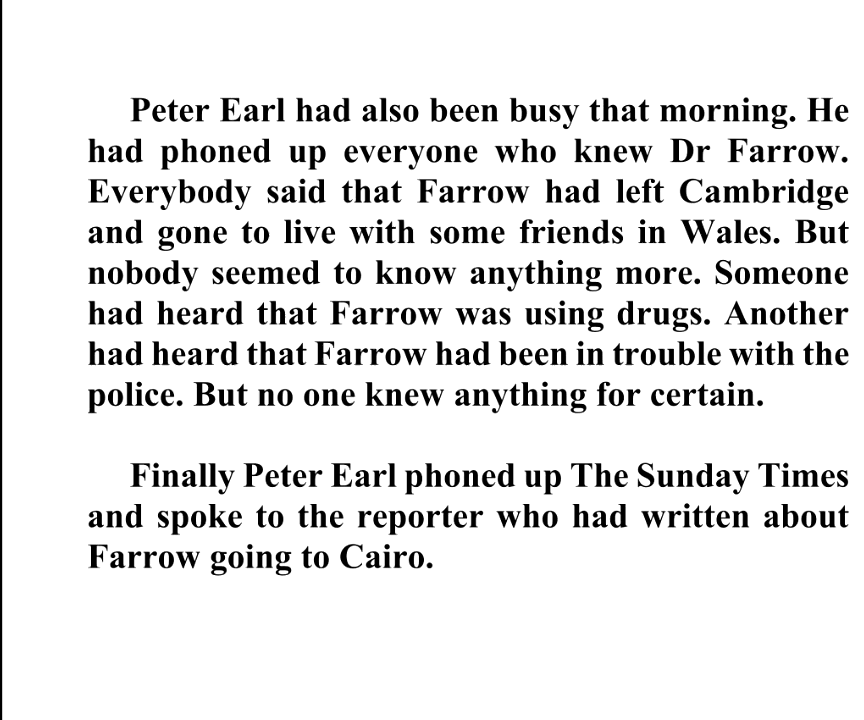 Peter Earl had also been busy that morning. He
had phoned up everyone who knew Dr Farrow.
Everybody said that Farrow had left Cambridge
and gone to live with some friends in Wales. But
nobody seemed to know anything more. Someone
had heard that Farrow was using drugs. Another
had heard that Farrow had been in trouble with the
police. But no one knew anything for certain.
Finally Peter Earl phoned up The Sunday Times
and spoke to the reporter who had written about
Farrow going to Cairo.